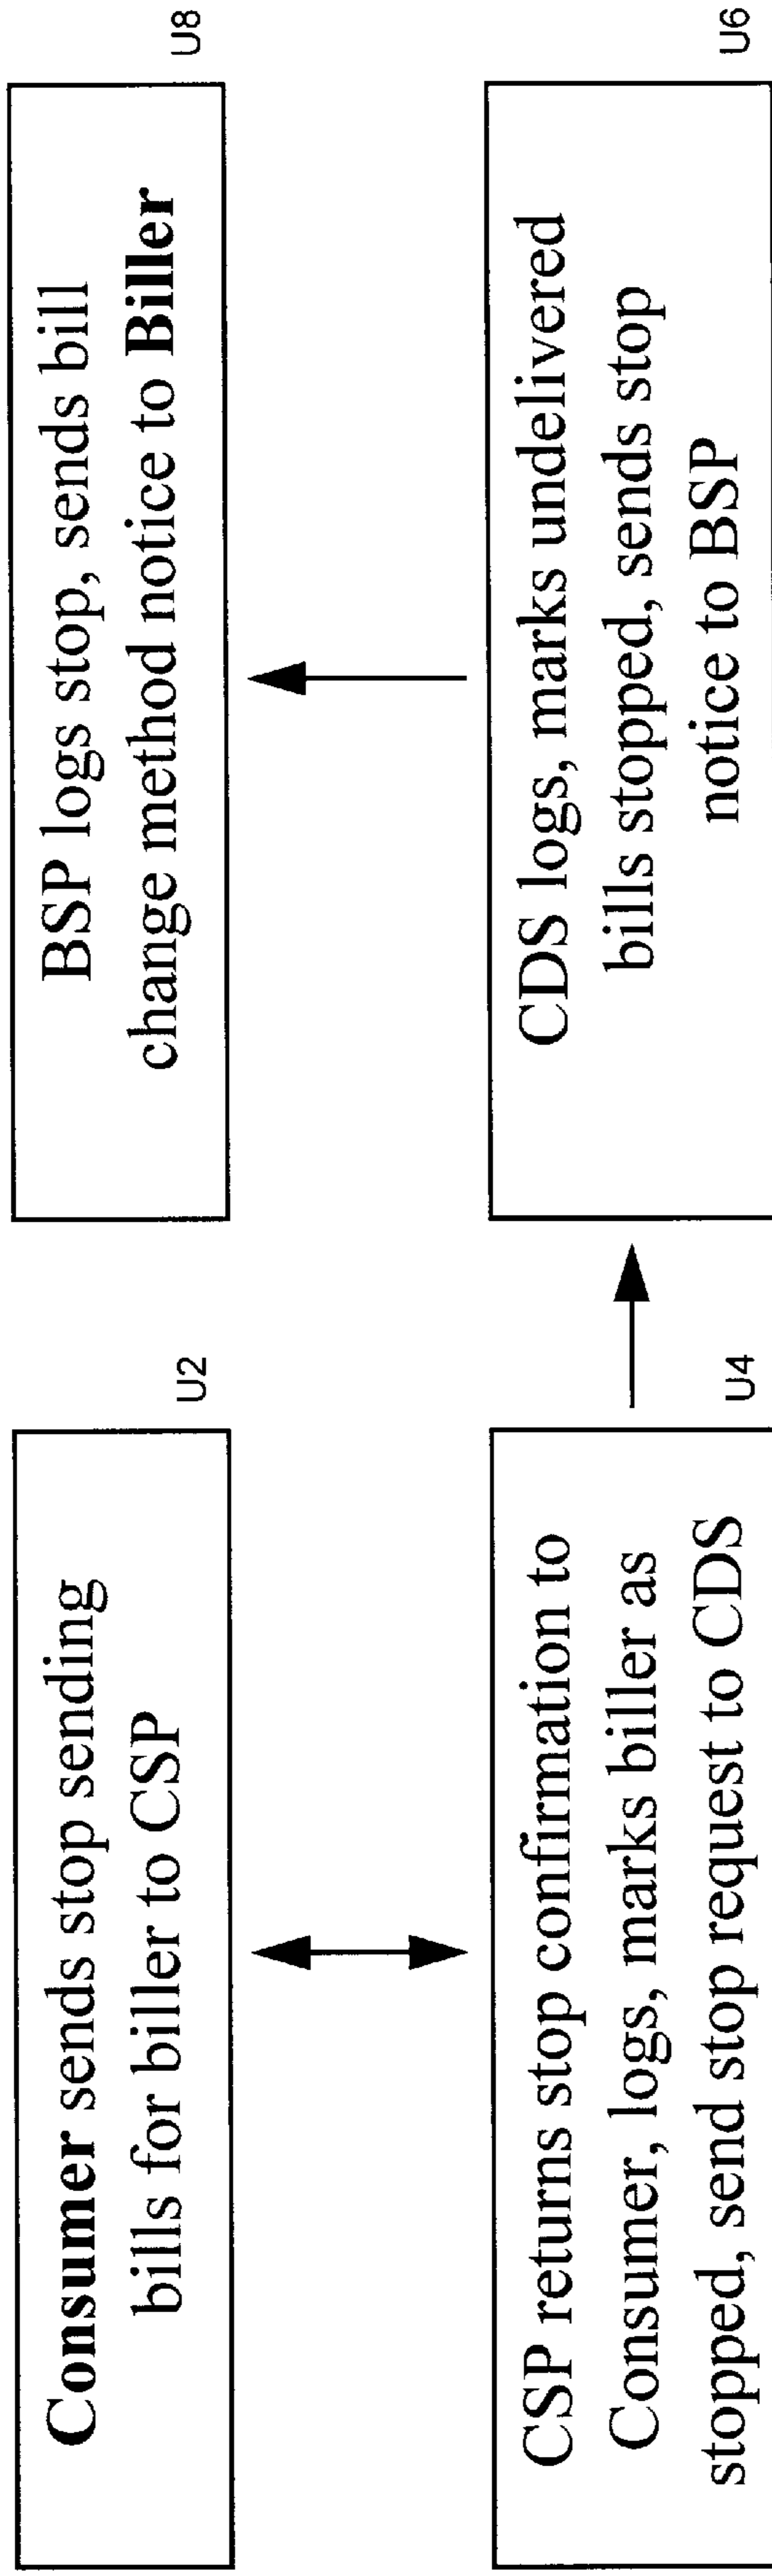 Consumer sends stop sending
bills for biller to CSP
U2
CSP returns stop confirmation to
Consumer, logs, marks biller as
stopped, send stop request to CDS
U4
CDS logs, marks undelivered
bills stopped, sends stop
notice to BSP
U6
BSP logs stop, sends bill
change method notice to Biller
U8